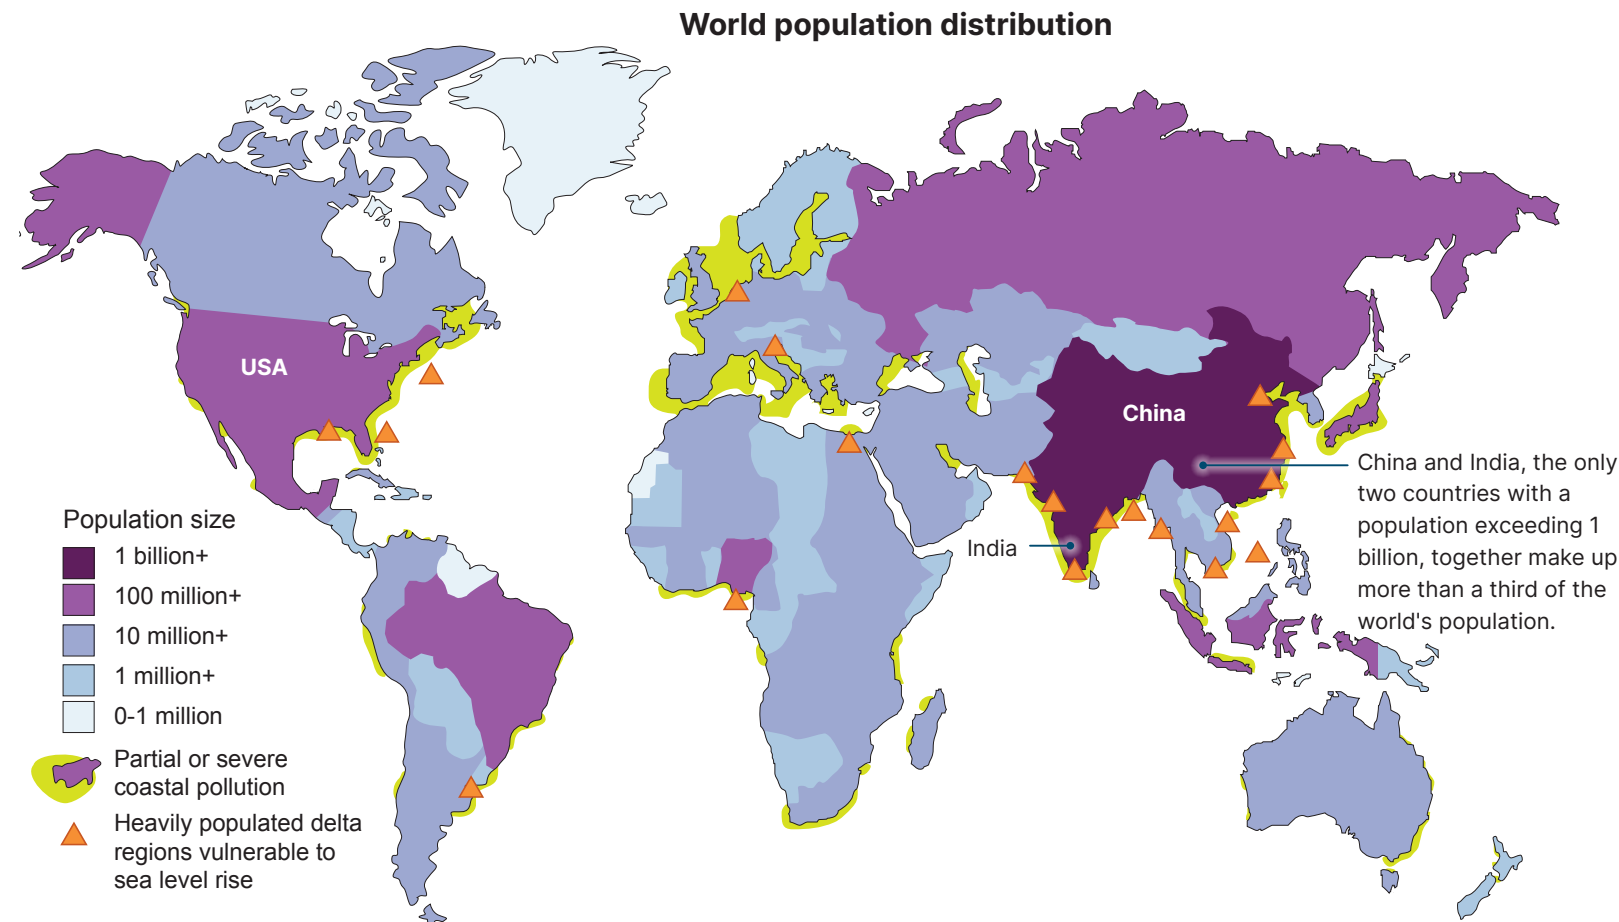 World population distribution
USA
China
India
China and India, the only
two countries with a
population exceeding 1
billion, together make up
more than a third of the
world's population.
Population size
1 billion+
100 million+
10 million+
1 million+
0-1 million
Partial or severe
coastal pollution
Heavily populated delta
regions vulnerable to
sea level rise